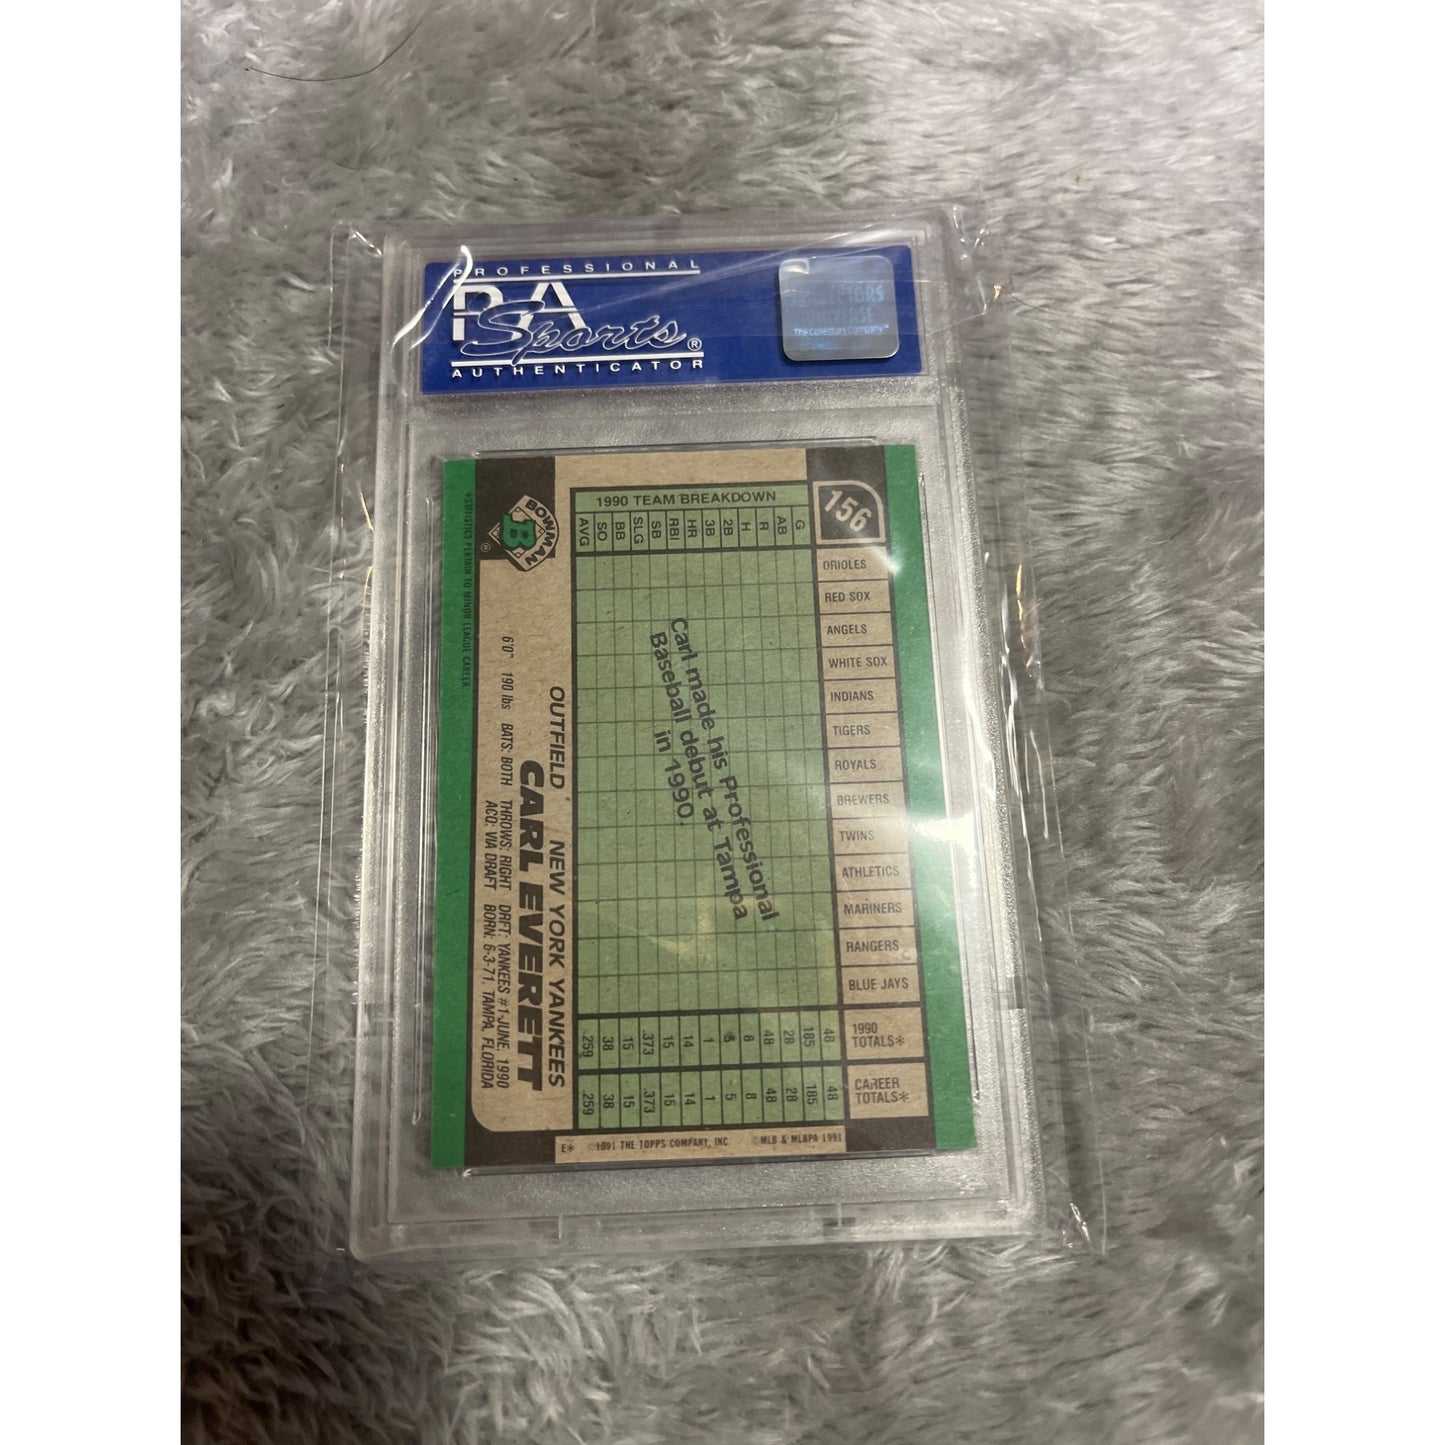 PROFESSIONAL
PSA
Sports®
AUTHENTICATOR
COLLECTORS
UNIVERSE
The Collectors Company™
156
1990 TEAM BREAKDOWN
G AB R H 2B 3B HR RBI SB SLG BB SO AVG
ORIOLES
RED SOX
ANGELS
WHITE SOX
INDIANS
TIGERS
ROYALS
BREWERS
TWINS
ATHLETICS
MARINERS
RANGERS
BLUE JAYS
1990
TOTALS* 48 185 28 48 8 5 1 14 15 .373 15 38 .259
CAREER
TOTALS* 48 185 28 48 8 5 1 14 15 .373 15 38 .259
Carl made his Professional
Baseball debut at Tampa
in 1990.
BOWMAN
B
®
OUTFIELD NEW YORK YANKEES
CARL EVERETT
6'0" 190 lbs BATS: BOTH THROWS: RIGHT DRFT: YANKEES #1-JUNE, 1990
ACQ: VIA DRAFT BORN: 6-3-71, TAMPA, FLORIDA
*STATISTICS PERTAIN TO MINOR LEAGUE CAREER
E* ©1991 THE TOPPS COMPANY, INC. ©MLB & MLBPA 1991